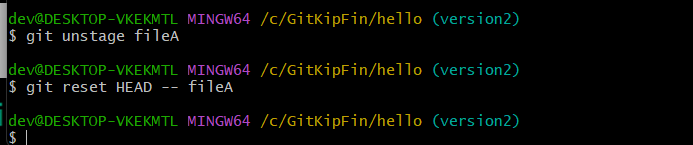 dev@DESKTOP-VKEKMTL MINGW64 /c/GitKipFin/hello (version2)
$ git unstage fileA
dev@DESKTOP-VKEKMTL MINGW64 /c/GitKipFin/hello (version2)
$ git reset HEAD -- fileA
dev@DESKTOP-VKEKMTL MINGW64 /c/GitKipFin/hello (version2)
$